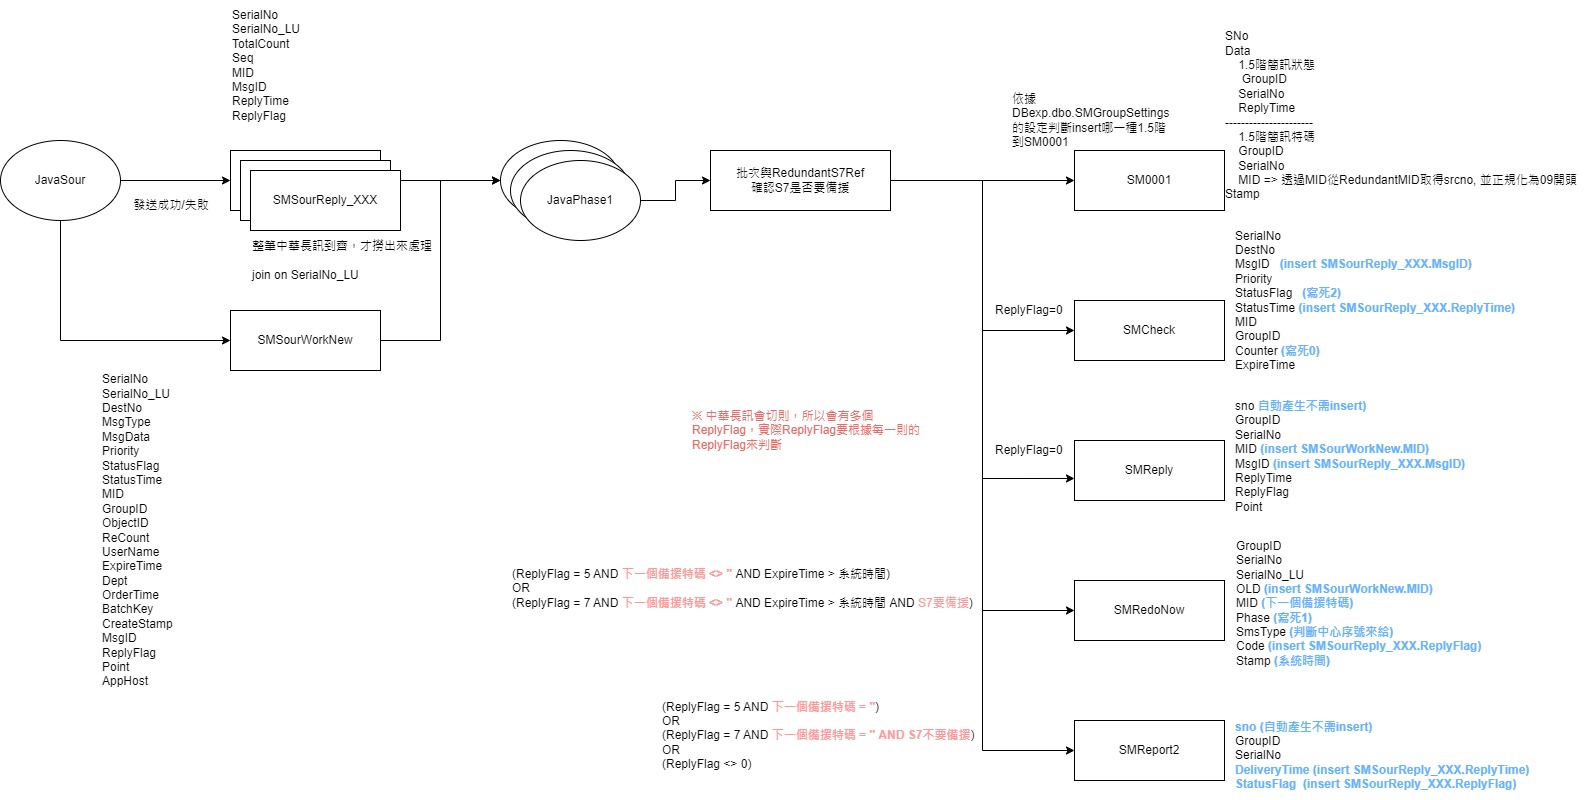 SerialNo
SerialNo_LU
TotalCount
Seq
MID
MsgID
ReplyTime
ReplyFlag
JavaSour
發送成功/失敗
SMSourReply_XXX
整筆中華長訊到齊，才撈出來處理
join on SerialNo_LU
SMSourWorkNew
SerialNo
SerialNo_LU
DestNo
MsgType
MsgData
Priority
StatusFlag
StatusTime
MID
GroupID
ObjectID
ReCount
UserName
ExpireTime
Dept
OrderTime
BatchKey
CreateStamp
MsgID
ReplyFlag
Point
AppHost
JavaPhase1
批次與RedundantS7Ref
確認S7是否要備援
※ 中華長訊會切則，所以會有多個
ReplyFlag，實際ReplyFlag要根據每一則的
ReplyFlag來判斷
依據
DBexp.dbo.SMGroupSettings
的設定判斷insert哪一種1.5階
到SM0001
SM0001
SNo
Data
1.5階簡訊狀態
GroupID
SerialNo
ReplyTime
----------------------
1.5階簡訊特碼
GroupID
SerialNo
MID => 透過MID從RedundantMID取得srcno, 並正規化為09開頭
Stamp
ReplyFlag=0
SMCheck
SerialNo
DestNo
MsgID (insert SMSourReply_XXX.MsgID)
Priority
StatusFlag (寫死2)
StatusTime (insert SMSourReply_XXX.ReplyTime)
MID
GroupID
Counter (寫死0)
ExpireTime
ReplyFlag=0
SMReply
sno 自動產生不需insert)
GroupID
SerialNo
MID (insert SMSourWorkNew.MID)
MsgID (insert SMSourReply_XXX.MsgID)
ReplyTime
ReplyFlag
Point
(ReplyFlag = 5 AND 下一個備援特碼 <> '' AND ExpireTime > 系統時間)
OR
(ReplyFlag = 7 AND 下一個備援特碼 <> '' AND ExpireTime > 系統時間 AND S7要備援)
SMRedoNow
GroupID
SerialNo
SerialNo_LU
OLD (insert SMSourWorkNew.MID)
MID (下一個備援特碼)
Phase (寫死1)
SmsType (判斷中心序號來給)
Code (insert SMSourReply_XXX.ReplyFlag)
Stamp (系統時間)
(ReplyFlag = 5 AND 下一個備援特碼 = '')
OR
(ReplyFlag = 7 AND 下一個備援特碼 = '' AND S7不要備援)
OR
(ReplyFlag <> 0)
SMReport2
sno (自動產生不需insert)
GroupID
SerialNo
DeliveryTime (insert SMSourReply_XXX.ReplyTime)
StatusFlag (insert SMSourReply_XXX.ReplyFlag)